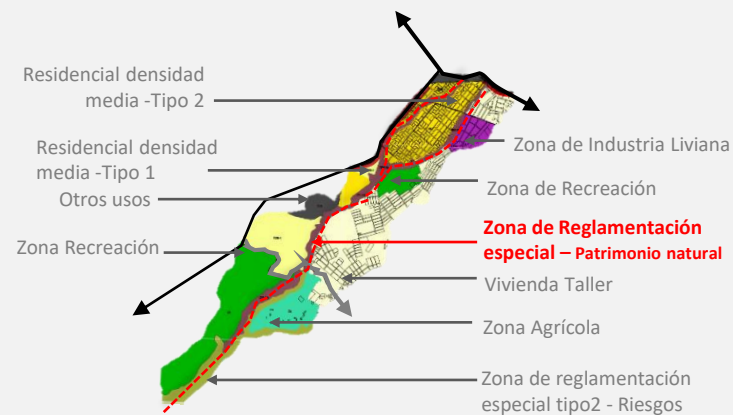 Residencial densidad
media -Tipo 2
Residencial densidad
media -Tipo 1
Otros usos
Zona Recreación
Zona de Industria Liviana
Zona de Recreación
Zona de Reglamentación
especial – Patrimonio natural
Vivienda Taller
Zona Agrícola
Zona de reglamentación
especial tipo2 - Riesgos